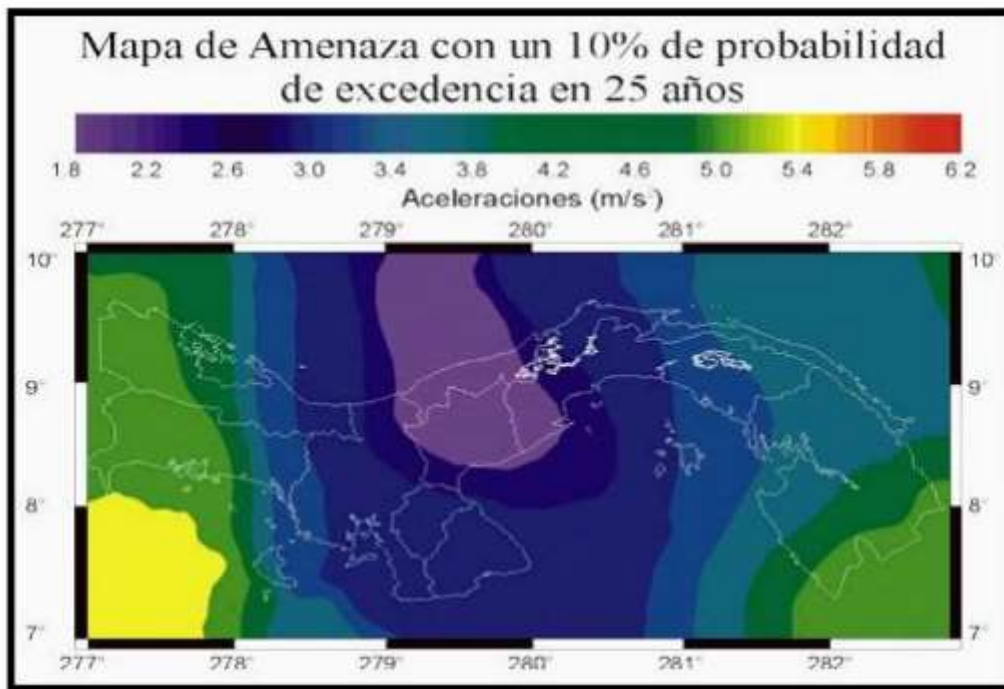 Mapa de Amenaza con un 10% de probabilidad
de excedencia en 25 años
1.8 2.2 2.6 3.0 3.4 3.8 4.2 4.6 5.0 5.4 5.8 6.2
Aceleraciones (m/s²)
277° 278° 279° 280° 281° 282°
10° 10°
9° 9°
8° 8°
7° 7°
277° 278° 279° 280° 281° 282°